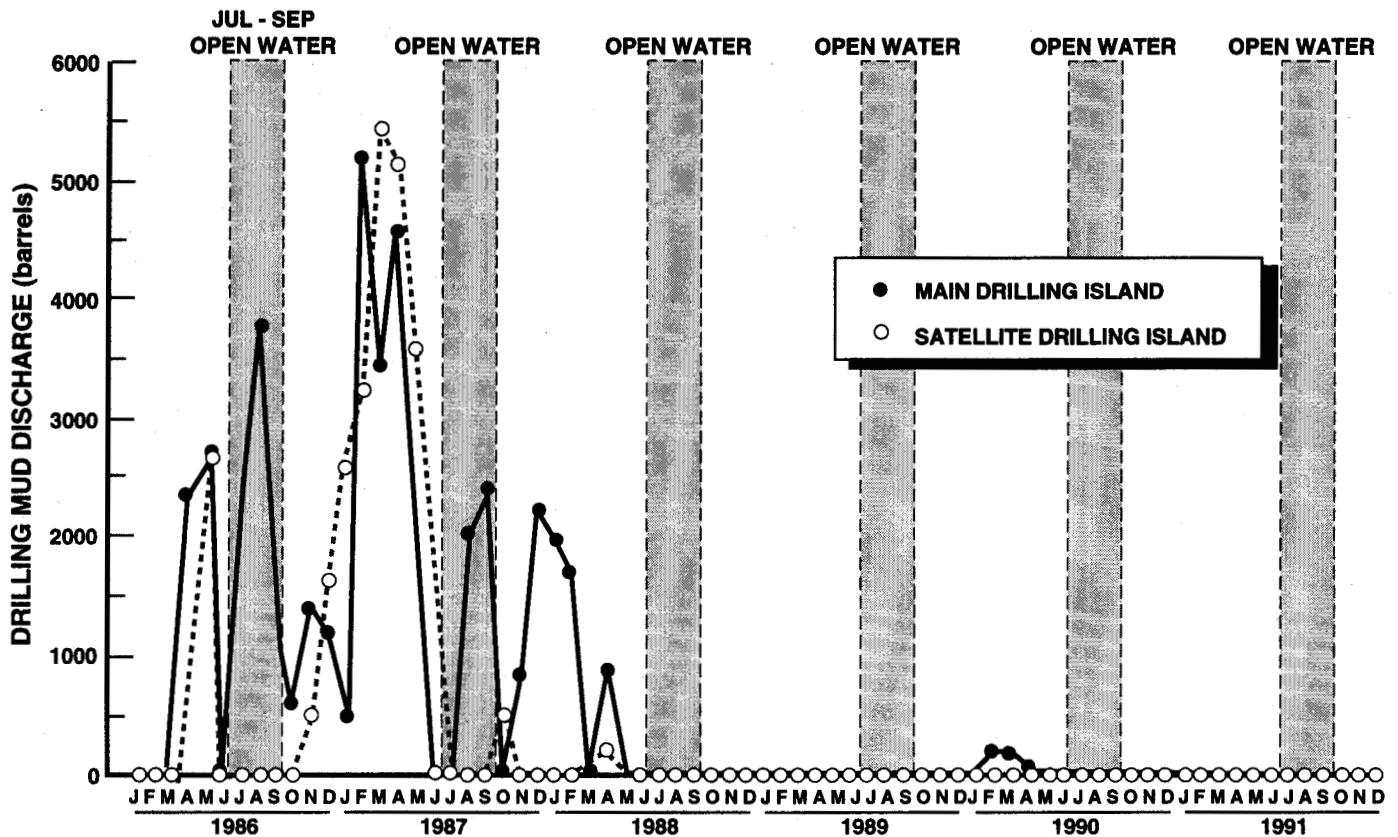 JUL - SEP
OPEN WATER OPEN WATER OPEN WATER OPEN WATER OPEN WATER OPEN WATER
DRILLING MUD DISCHARGE (barrels)
6000
5000
4000
3000
2000
1000
0
MAIN DRILLING ISLAND
SATELLITE DRILLING ISLAND
J F M A M J J A S O N D J F M A M J J A S O N D J F M A M J J A S O N D J F M A M J J A S O N D J F M A M J J A S O N D J F M A M J J A S O N D
1986 1987 1988 1989 1990 1991